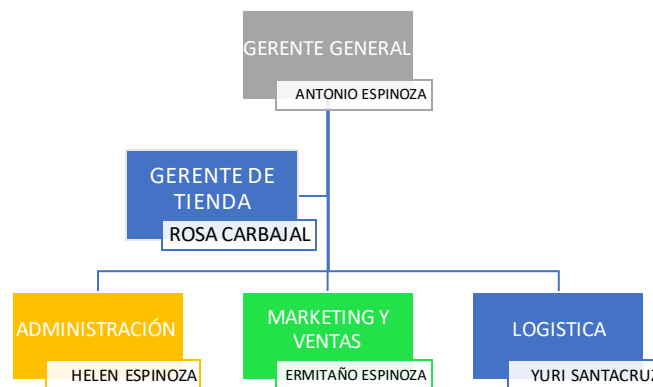 GERENTE GENERAL
ANTONIO ESPINOZA
GERENTE DE
TIENDA
ROSA CARBAJAL
ADMINISTRACIÓN
HELEN ESPINOZA
MARKETING Y
VENTAS
ERMITAÑO ESPINOZA
LOGISTICA
YURI SANTACRUZ